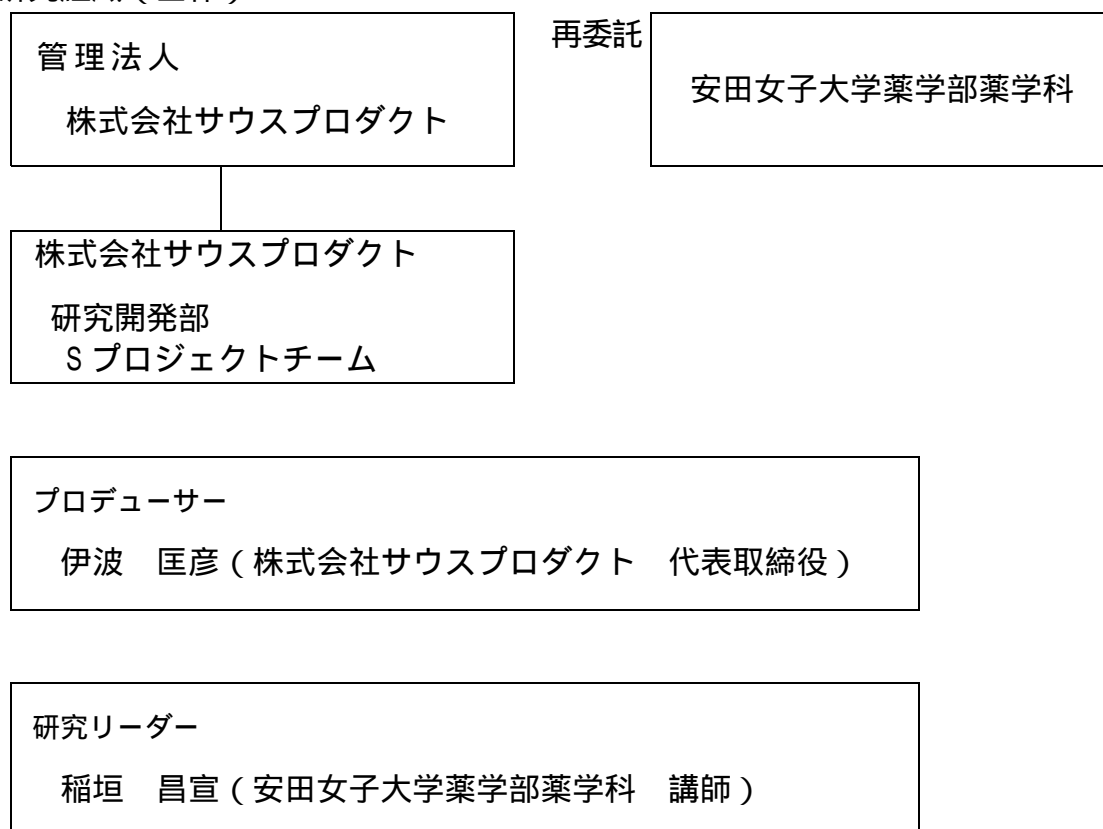 管理法人
株式会社サウスプロダクト
再委託
安田女子大学薬学部薬学科
株式会社サウスプロダクト
研究開発部
Sプロジェクトチーム
プロデューサー
伊波　匡彦（株式会社サウスプロダクト　代表取締役）
研究リーダー
稲垣　昌宣（安田女子大学薬学部薬学科　講師）